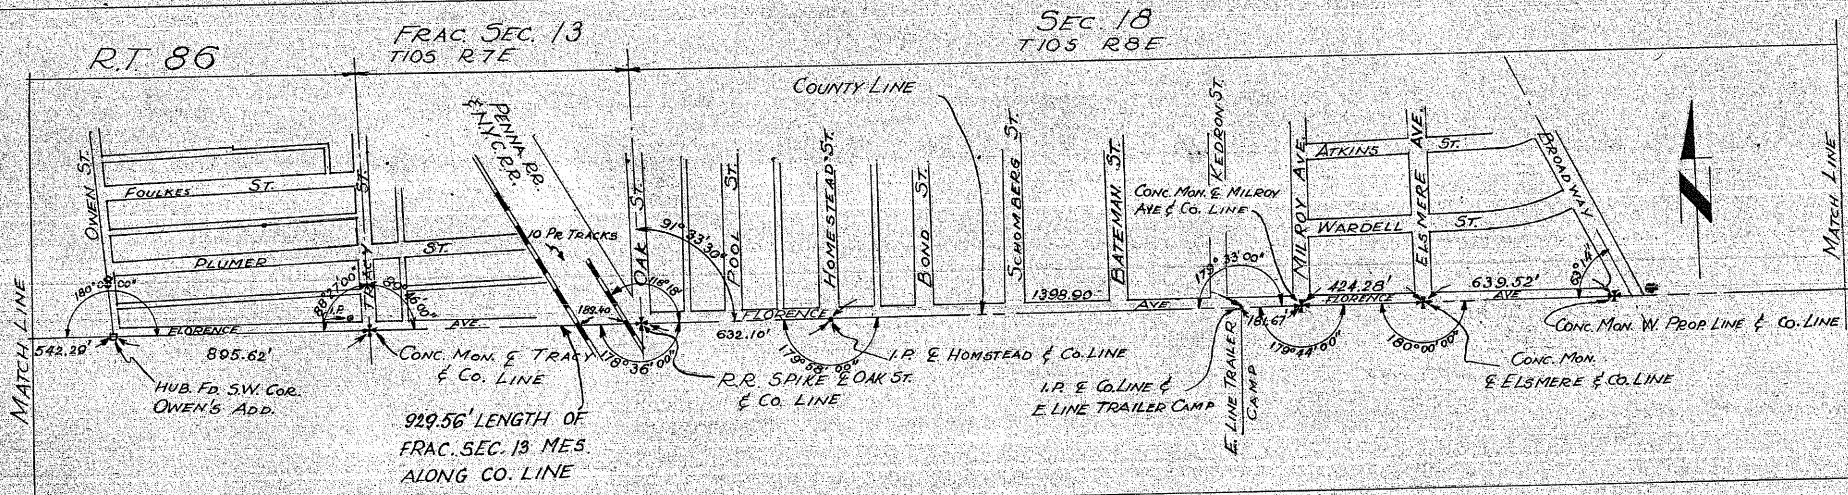 R.T 86
FRAC SEC. 13
T10S R7E
SEC. 18
T10S R8E
COUNTY LINE
PENNA RR.
& N.Y.C.R.R.
OWEN ST.
FOULKES ST.
PLUMER ST.
TRACY ST.
10 PR TRACKS
OAK ST.
POOL ST.
HOMESTEAD ST.
BOND ST.
SCHOMBERG ST.
BATEMAN ST.
KEDRON ST.
CONC. MON. ℄ MILROY
AVE & CO. LINE
MILROY AVE.
ATKINS ST.
WARDELL ST.
ELSMERE AVE.
BROADWAY
MATCH LINE
MATCH LINE
88°27'00"
I.P.
91°33'30"
118°18'
189.40
179°33'00"
63°14'
FLORENCE AVE.
FLORENCE AVE
FLORENCE AVE
542.29'
895.62'
632.10'
1398.90
181.67'
424.28'
639.52'
178°36'00"
179°58'00"
179°44'00"
180°00'00"
HUB. FD. S.W. COR.
OWEN'S ADD.
CONC. MON. ℄ TRACY
& CO. LINE
929.56' LENGTH OF
FRAC. SEC. 13 MES.
ALONG CO. LINE
R.R. SPIKE ℄ OAK ST.
& CO. LINE
I.P. ℄ HOMSTEAD & CO. LINE
I.P. ℄ CO. LINE &
E. LINE TRAILER CAMP
E. LINE TRAILER
CAMP
CONC. MON.
℄ ELSMERE & CO. LINE
CONC. MON. W. PROP. LINE & CO. LINE